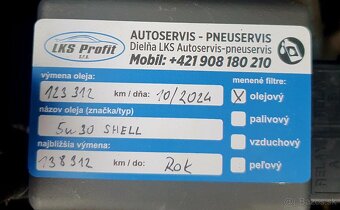 LKS Profit
s.r.o.
AUTOSERVIS - PNEUSERVIS
Dielňa LKS Autoservis-pneuservis
Mobil: +421 908 180 210
výmena oleja:
menené filtre:
123 312 km / dňa: 10/2024
X olejový
názov oleja (značka/typ)
palivový
5w30 SHELL
vzduchový
najbližšia výmena:
138 312 km / do: Rok
peľový